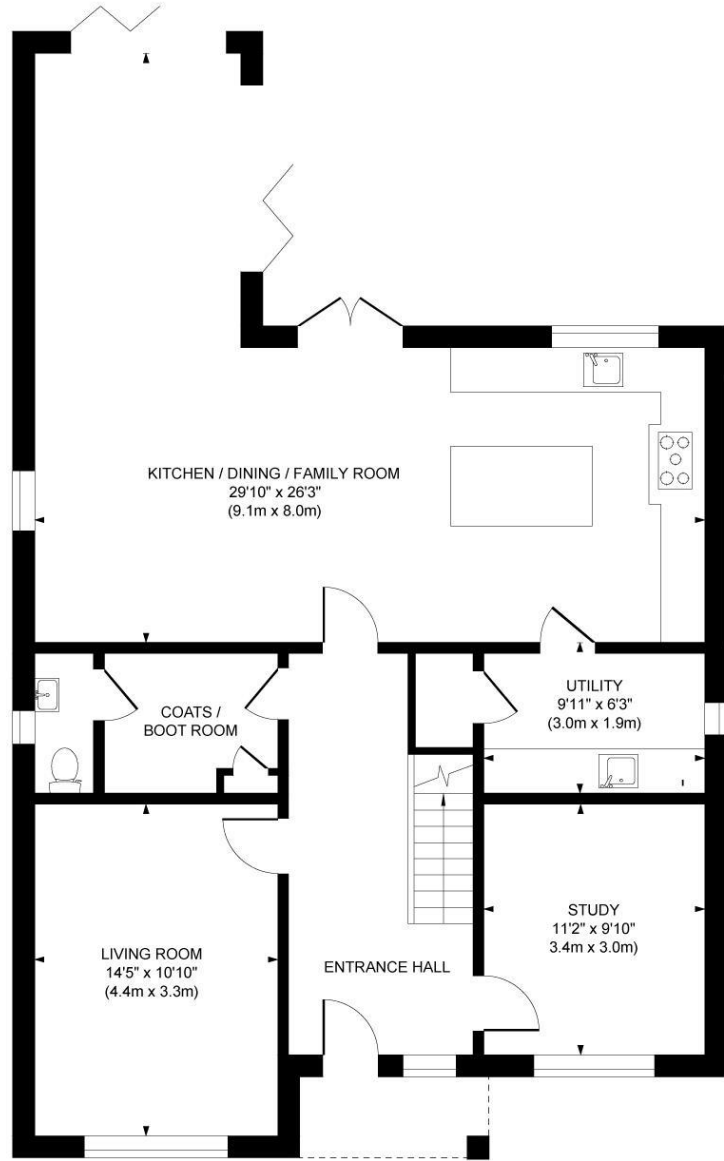 KITCHEN / DINING / FAMILY ROOM
29'10" x 26'3"
(9.1m x 8.0m)
COATS /
BOOT ROOM
UTILITY
9'11" x 6'3"
(3.0m x 1.9m)
LIVING ROOM
14'5" x 10'10"
(4.4m x 3.3m)
ENTRANCE HALL
STUDY
11'2" x 9'10"
3.4m x 3.0m)